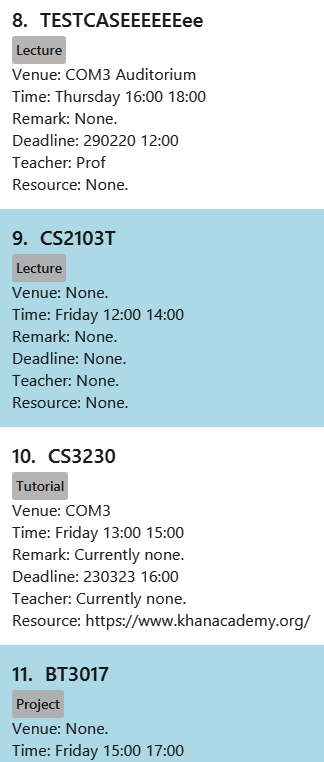 8. TESTCASEEEEEEee
Lecture
Venue: COM3 Auditorium
Time: Thursday 16:00 18:00
Remark: None.
Deadline: 290220 12:00
Teacher: Prof
Resource: None.
9. CS2103T
Lecture
Venue: None.
Time: Friday 12:00 14:00
Remark: None.
Deadline: None.
Teacher: None.
Resource: None.
10. CS3230
Tutorial
Venue: COM3
Time: Friday 13:00 15:00
Remark: Currently none.
Deadline: 230323 16:00
Teacher: Currently none.
Resource: https://www.khanacademy.org/
11. BT3017
Project
Venue: None.
Time: Friday 15:00 17:00